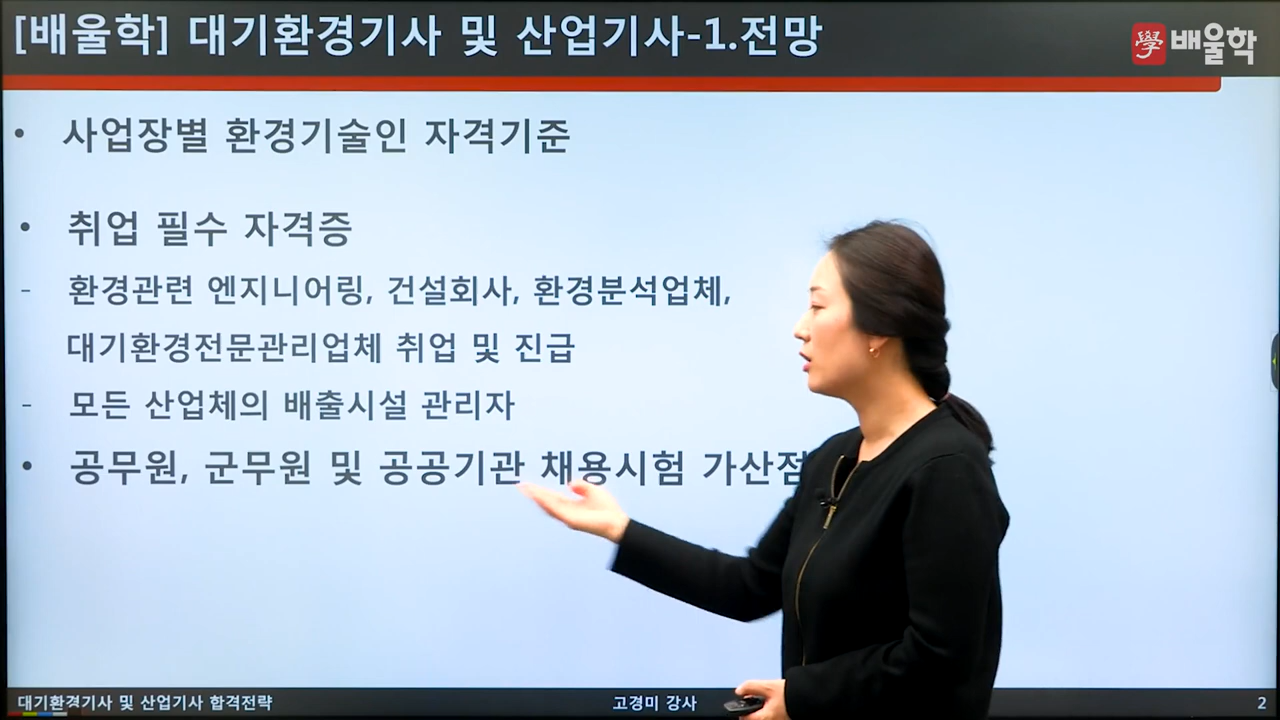 [배울학] 대기환경기사 및 산업기사-1.전망
學 배울학
• 사업장별 환경기술인 자격기준
• 취업 필수 자격증
- 환경관련 엔지니어링, 건설회사, 환경분석업체,
대기환경전문관리업체 취업 및 진급
- 모든 산업체의 배출시설 관리자
• 공무원, 군무원 및 공공기관 채용시험 가산점
대기환경기사 및 산업기사 합격전략
고경미 강사
2